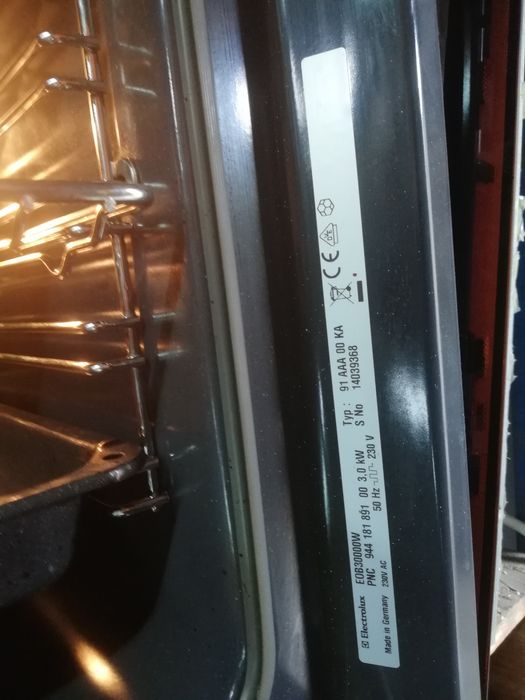 Electrolux EOB30000W Typ : 91 AAA 00 KA
PNC 944 181 891 00 3.0 kW S No 14039368
50 Hz 230 V
Made in Germany 230V AC
CE